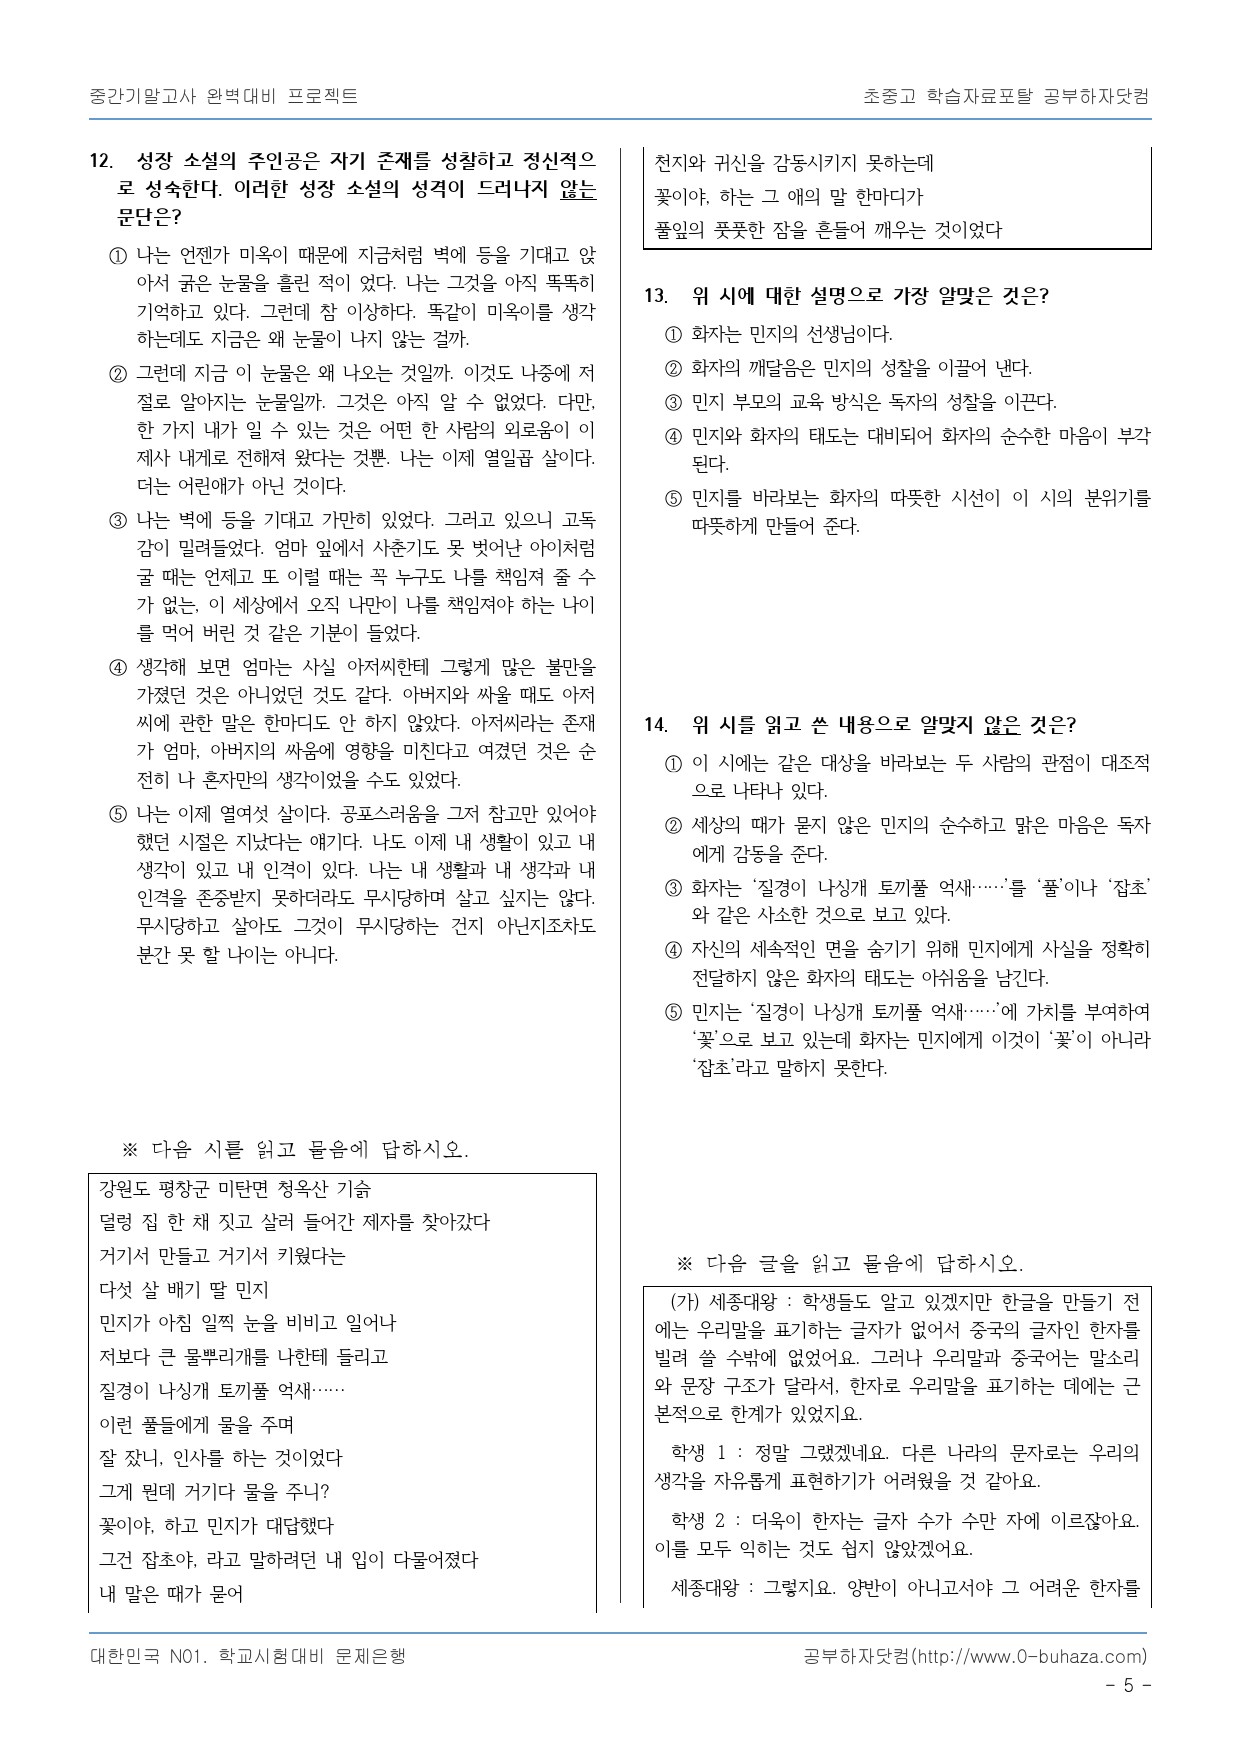 중간기말고사 완벽대비 프로젝트
초중고 학습자료포탈 공부하자닷컴
12. 성장 소설의 주인공은 자기 존재를 성찰하고 정신적으
로 성숙한다. 이러한 성장 소설의 성격이 드러나지 않는
문단은?
① 나는 언젠가 미옥이 때문에 지금처럼 벽에 등을 기대고 앉
아서 굵은 눈물을 흘린 적이 었다. 나는 그것을 아직 똑똑히
기억하고 있다. 그런데 참 이상하다. 똑같이 미옥이를 생각
하는데도 지금은 왜 눈물이 나지 않는 걸까.
② 그런데 지금 이 눈물은 왜 나오는 것일까. 이것도 나중에 저
절로 알아지는 눈물일까. 그것은 아직 알 수 없었다. 다만,
한 가지 내가 일 수 있는 것은 어떤 한 사람의 외로움이 이
제사 내게로 전해져 왔다는 것뿐. 나는 이제 열일곱 살이다.
더는 어린애가 아닌 것이다.
③ 나는 벽에 등을 기대고 가만히 있었다. 그러고 있으니 고독
감이 밀려들었다. 엄마 잎에서 사춘기도 못 벗어난 아이처럼
굴 때는 언제고 또 이럴 때는 꼭 누구도 나를 책임져 줄 수
가 없는, 이 세상에서 오직 나만이 나를 책임져야 하는 나이
를 먹어 버린 것 같은 기분이 들었다.
④ 생각해 보면 엄마는 사실 아저씨한테 그렇게 많은 불만을
가졌던 것은 아니었던 것도 같다. 아버지와 싸울 때도 아저
씨에 관한 말은 한마디도 안 하지 않았다. 아저씨라는 존재
가 엄마, 아버지의 싸움에 영향을 미친다고 여겼던 것은 순
전히 나 혼자만의 생각이었을 수도 있었다.
⑤ 나는 이제 열여섯 살이다. 공포스러움을 그저 참고만 있어야
했던 시절은 지났다는 얘기다. 나도 이제 내 생활이 있고 내
생각이 있고 내 인격이 있다. 나는 내 생활과 내 생각과 내
인격을 존중받지 못하더라도 무시당하며 살고 싶지는 않다.
무시당하고 살아도 그것이 무시당하는 건지 아닌지조차도
분간 못 할 나이는 아니다.
※ 다음 시를 읽고 물음에 답하시오.
강원도 평창군 미탄면 청옥산 기슭
덜렁 집 한 채 짓고 살러 들어간 제자를 찾아갔다
거기서 만들고 거기서 키웠다는
다섯 살 배기 딸 민지
민지가 아침 일찍 눈을 비비고 일어나
저보다 큰 물뿌리개를 나한테 들리고
질경이 나싱개 토끼풀 억새……
이런 풀들에게 물을 주며
잘 잤니, 인사를 하는 것이었다
그게 뭔데 거기다 물을 주니?
꽃이야, 하고 민지가 대답했다
그건 잡초야, 라고 말하려던 내 입이 다물어졌다
내 말은 때가 묻어
천지와 귀신을 감동시키지 못하는데
꽃이야, 하는 그 애의 말 한마디가
풀잎의 풋풋한 잠을 흔들어 깨우는 것이었다
13. 위 시에 대한 설명으로 가장 알맞은 것은?
① 화자는 민지의 선생님이다.
② 화자의 깨달음은 민지의 성찰을 이끌어 낸다.
③ 민지 부모의 교육 방식은 독자의 성찰을 이끈다.
④ 민지와 화자의 태도는 대비되어 화자의 순수한 마음이 부각
된다.
⑤ 민지를 바라보는 화자의 따뜻한 시선이 이 시의 분위기를
따뜻하게 만들어 준다.
14. 위 시를 읽고 쓴 내용으로 알맞지 않은 것은?
① 이 시에는 같은 대상을 바라보는 두 사람의 관점이 대조적
으로 나타나 있다.
② 세상의 때가 묻지 않은 민지의 순수하고 맑은 마음은 독자
에게 감동을 준다.
③ 화자는 ‘질경이 나싱개 토끼풀 억새……’를 ‘풀’이나 ‘잡초’
와 같은 사소한 것으로 보고 있다.
④ 자신의 세속적인 면을 숨기기 위해 민지에게 사실을 정확히
전달하지 않은 화자의 태도는 아쉬움을 남긴다.
⑤ 민지는 ‘질경이 나싱개 토끼풀 억새……’에 가치를 부여하여
‘꽃’으로 보고 있는데 화자는 민지에게 이것이 ‘꽃’이 아니라
‘잡초’라고 말하지 못한다.
※ 다음 글을 읽고 물음에 답하시오.
(가) 세종대왕 : 학생들도 알고 있겠지만 한글을 만들기 전
에는 우리말을 표기하는 글자가 없어서 중국의 글자인 한자를
빌려 쓸 수밖에 없었어요. 그러나 우리말과 중국어는 말소리
와 문장 구조가 달라서, 한자로 우리말을 표기하는 데에는 근
본적으로 한계가 있었지요.
학생 1 : 정말 그랬겠네요. 다른 나라의 문자로는 우리의
생각을 자유롭게 표현하기가 어려웠을 것 같아요.
학생 2 : 더욱이 한자는 글자 수가 수만 자에 이르잖아요.
이를 모두 익히는 것도 쉽지 않았겠어요.
세종대왕 : 그렇지요. 양반이 아니고서야 그 어려운 한자를
대한민국 N01. 학교시험대비 문제은행
공부하자닷컴(http://www.0-buhaza.com)
- 5 -